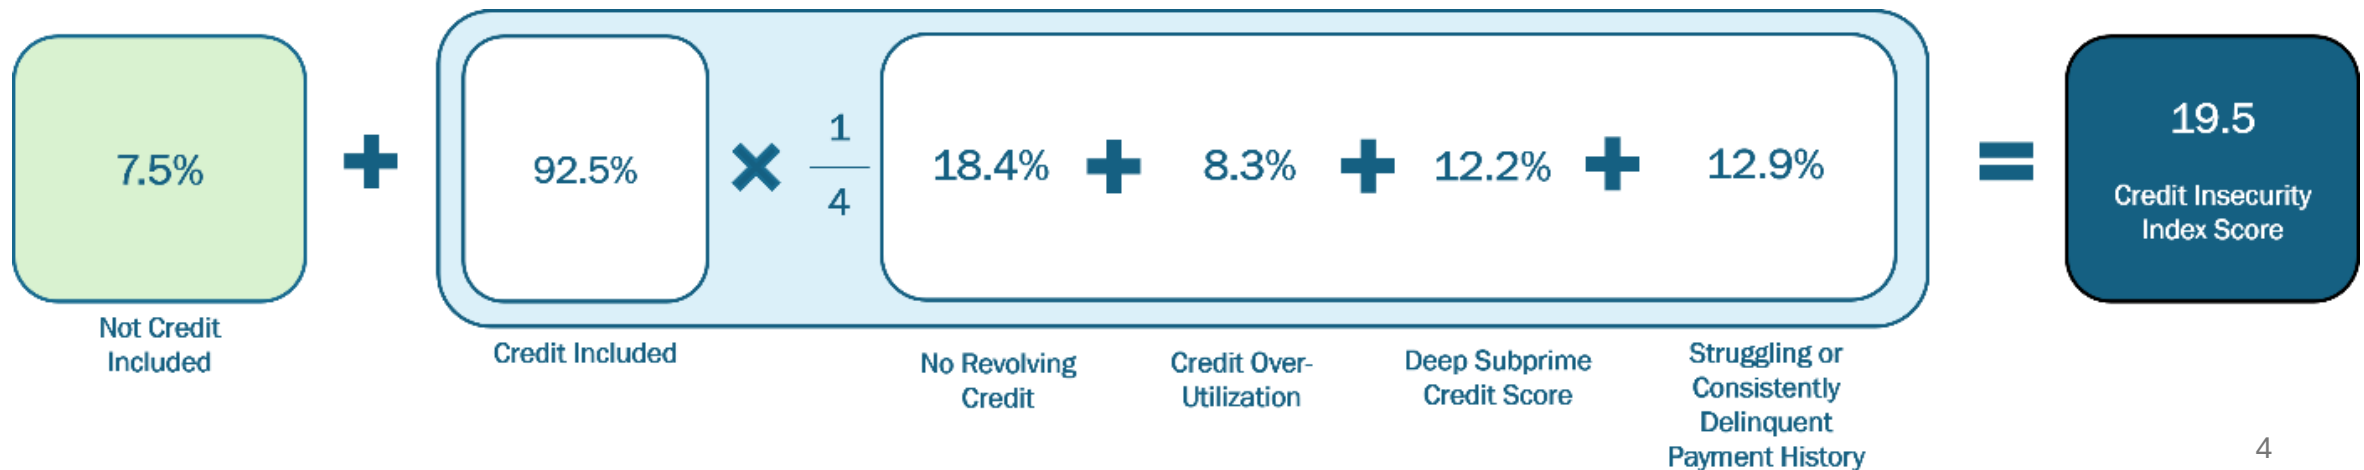 7.5%
92.5%
1
4
18.4%
8.3%
12.2%
12.9%
19.5
Credit Insecurity
Index Score
Not Credit
Included
Credit Included
No Revolving
Credit
Credit Over-
Utilization
Deep Subprime
Credit Score
Struggling or
Consistently
Delinquent
Payment History
4